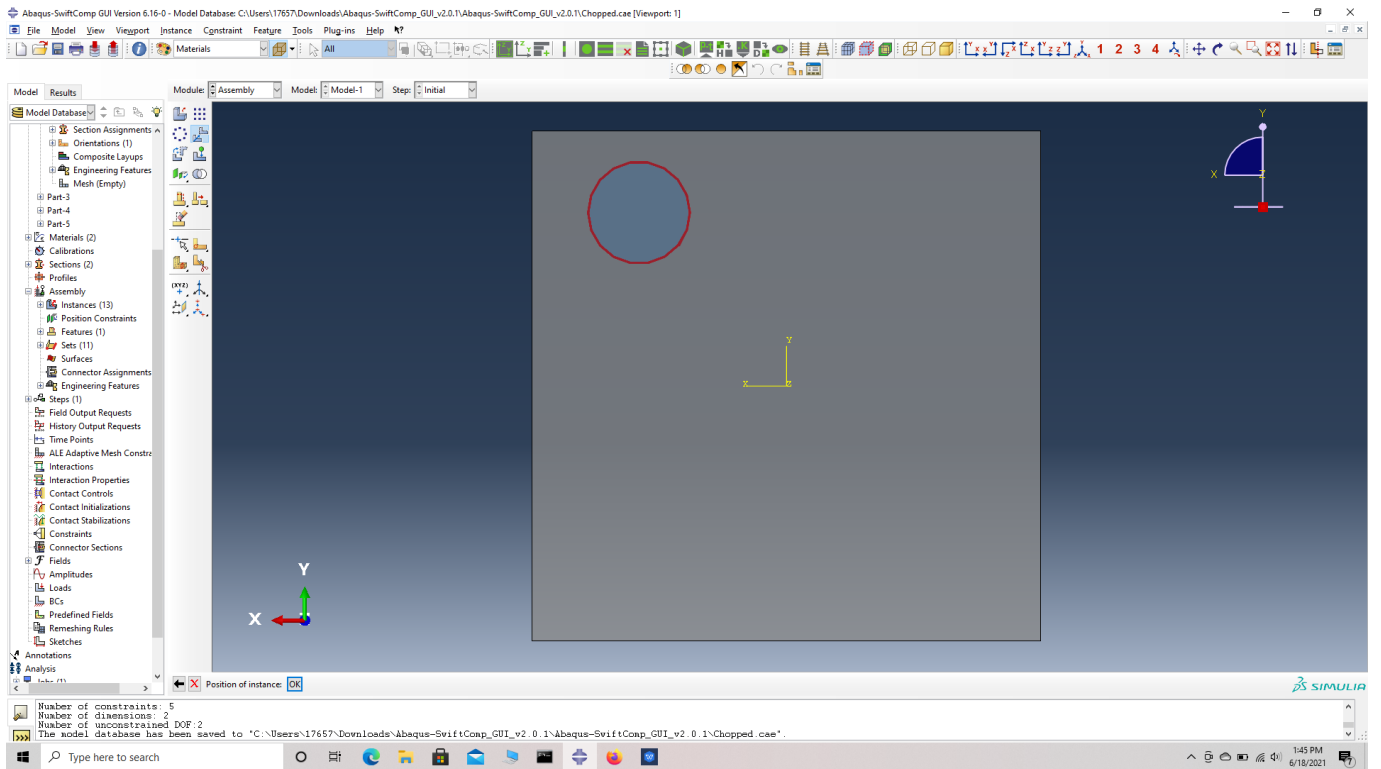 Abaqus-SwiftComp GUI Version 6.16-0 - Model Database: C:\Users\17657\Downloads\Abaqus-SwiftComp_GUI_v2.0.1\Abaqus-SwiftComp_GUI_v2.0.1\Chopped.cae [Viewport: 1]
File Model View Viewport Instance Constraint Feature Tools Plug-ins Help
Materials All 1 2 3 4
Model Results Module: Assembly Model: Model-1 Step: Initial
Model Database
Section Assignments
Orientations (1)
Composite Layups
Engineering Features
Mesh (Empty)
Part-3
Part-4
Part-5
Materials (2)
Calibrations
Sections (2)
Profiles
Assembly
Instances (13)
Position Constraints
Features (1)
Sets (11)
Surfaces
Connector Assignments
Engineering Features
Steps (1)
Field Output Requests
History Output Requests
Time Points
ALE Adaptive Mesh Constra
Interactions
Interaction Properties
Contact Controls
Contact Initializations
Contact Stabilizations
Constraints
Connector Sections
Fields
Amplitudes
Loads
BCs
Predefined Fields
Remeshing Rules
Sketches
Annotations
Analysis
Jobs (1)
(XYZ)
Y
X Z
Y
X Z
Y
X
Position of instance: OK
SIMULIA
Number of constraints: 5
Number of dimensions: 2
Number of unconstrained DOF:2
The model database has been saved to "C:\Users\17657\Downloads\Abaqus-SwiftComp_GUI_v2.0.1\Abaqus-SwiftComp_GUI_v2.0.1\Chopped.cae".
Type here to search
1:45 PM
6/18/2021